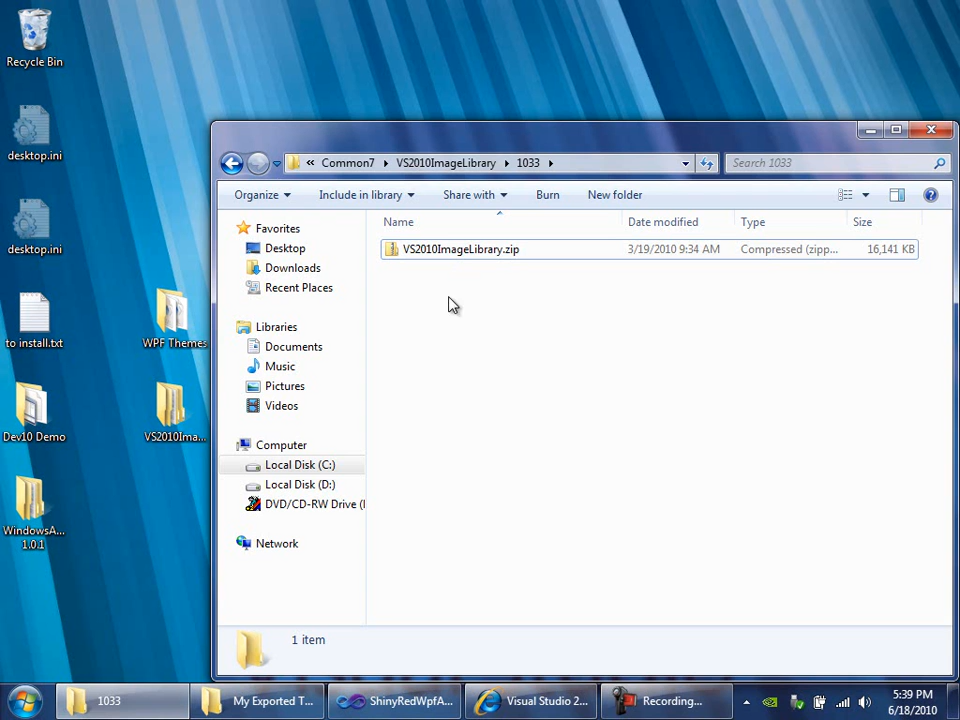 Recycle Bin
desktop.ini
desktop.ini
to install.txt
WPF Themes
Dev10 Demo
VS2010Ima...
WindowsA...
1.0.1
« Common7 VS2010ImageLibrary 1033
Search 1033
Organize Include in library Share with Burn New folder
Name Date modified Type Size
Favorites
Desktop
Downloads
Recent Places
Libraries
Documents
Music
Pictures
Videos
Computer
Local Disk (C:)
Local Disk (D:)
DVD/CD-RW Drive (
Network
VS2010ImageLibrary.zip 3/19/2010 9:34 AM Compressed (zipp... 16,141 KB
1 item
1033
My Exported T...
ShinyRedWpfA...
Visual Studio 2...
Recording...
5:39 PM
6/18/2010